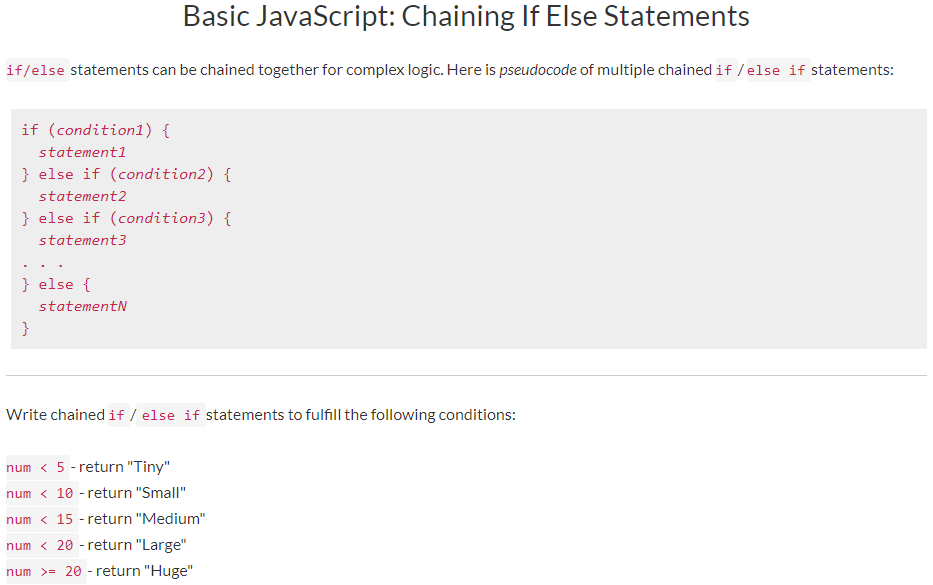 Basic JavaScript: Chaining If Else Statements
if/else statements can be chained together for complex logic. Here is pseudocode of multiple chained if / else if statements:
if (condition1) {
  statement1
} else if (condition2) {
  statement2
} else if (condition3) {
  statement3
. . .
} else {
  statementN
}
Write chained if / else if statements to fulfill the following conditions:
num < 5 - return "Tiny"
num < 10 - return "Small"
num < 15 - return "Medium"
num < 20 - return "Large"
num >= 20 - return "Huge"